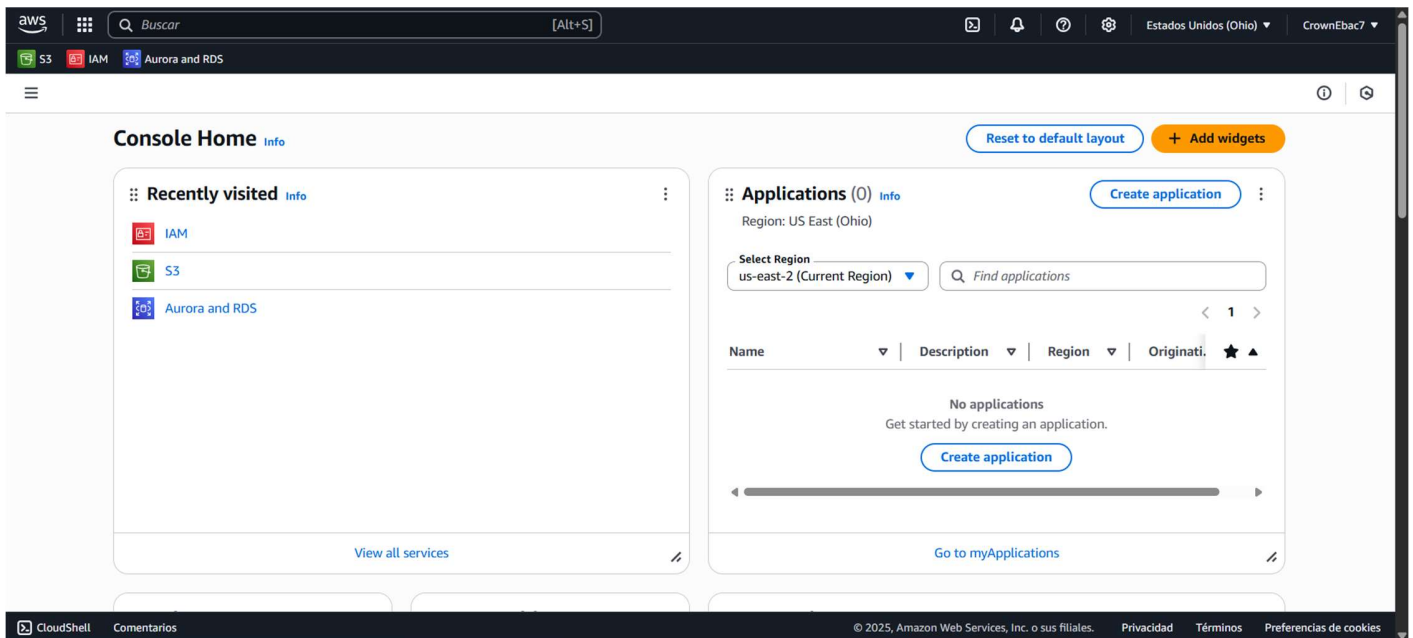 aws
Buscar [Alt+S] Estados Unidos (Ohio) CrownEbac7
S3 IAM Aurora and RDS
Console Home Info
Reset to default layout + Add widgets
Recently visited Info
IAM
S3
Aurora and RDS
View all services
Applications (0) Info Create application
Region: US East (Ohio)
Select Region
us-east-2 (Current Region) Find applications
1
Name Description Region Originati.
No applications
Get started by creating an application.
Create application
Go to myApplications
CloudShell Comentarios © 2025, Amazon Web Services, Inc. o sus filiales. Privacidad Términos Preferencias de cookies